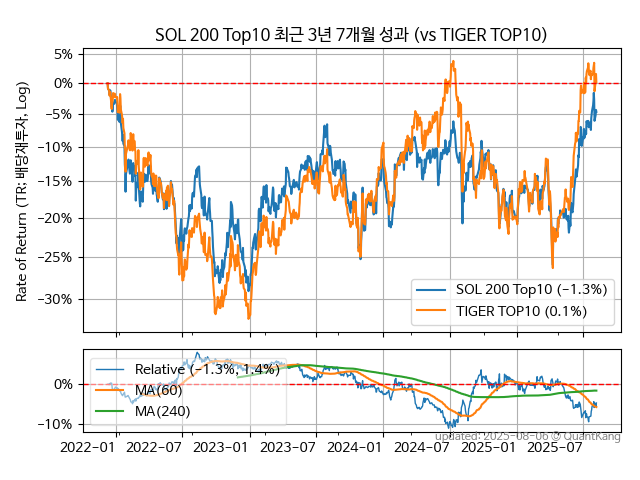 SOL 200 Top10 최근 3년 7개월 성과 (vs TIGER TOP10)
Rate of Return (TR: 배당재투자, Log)
5%
0%
−5%
−10%
−15%
−20%
−25%
−30%
SOL 200 Top10 (−1.3%)
TIGER TOP10 (0.1%)
0%
−10%
Relative (−1.3%, 1.4%)
MA(60)
MA(240)
2022−01 2022−07 2023−01 2023−07 2024−01 2024−07 2025−01 2025−07
updated: 2025−08−06 © QuantKang